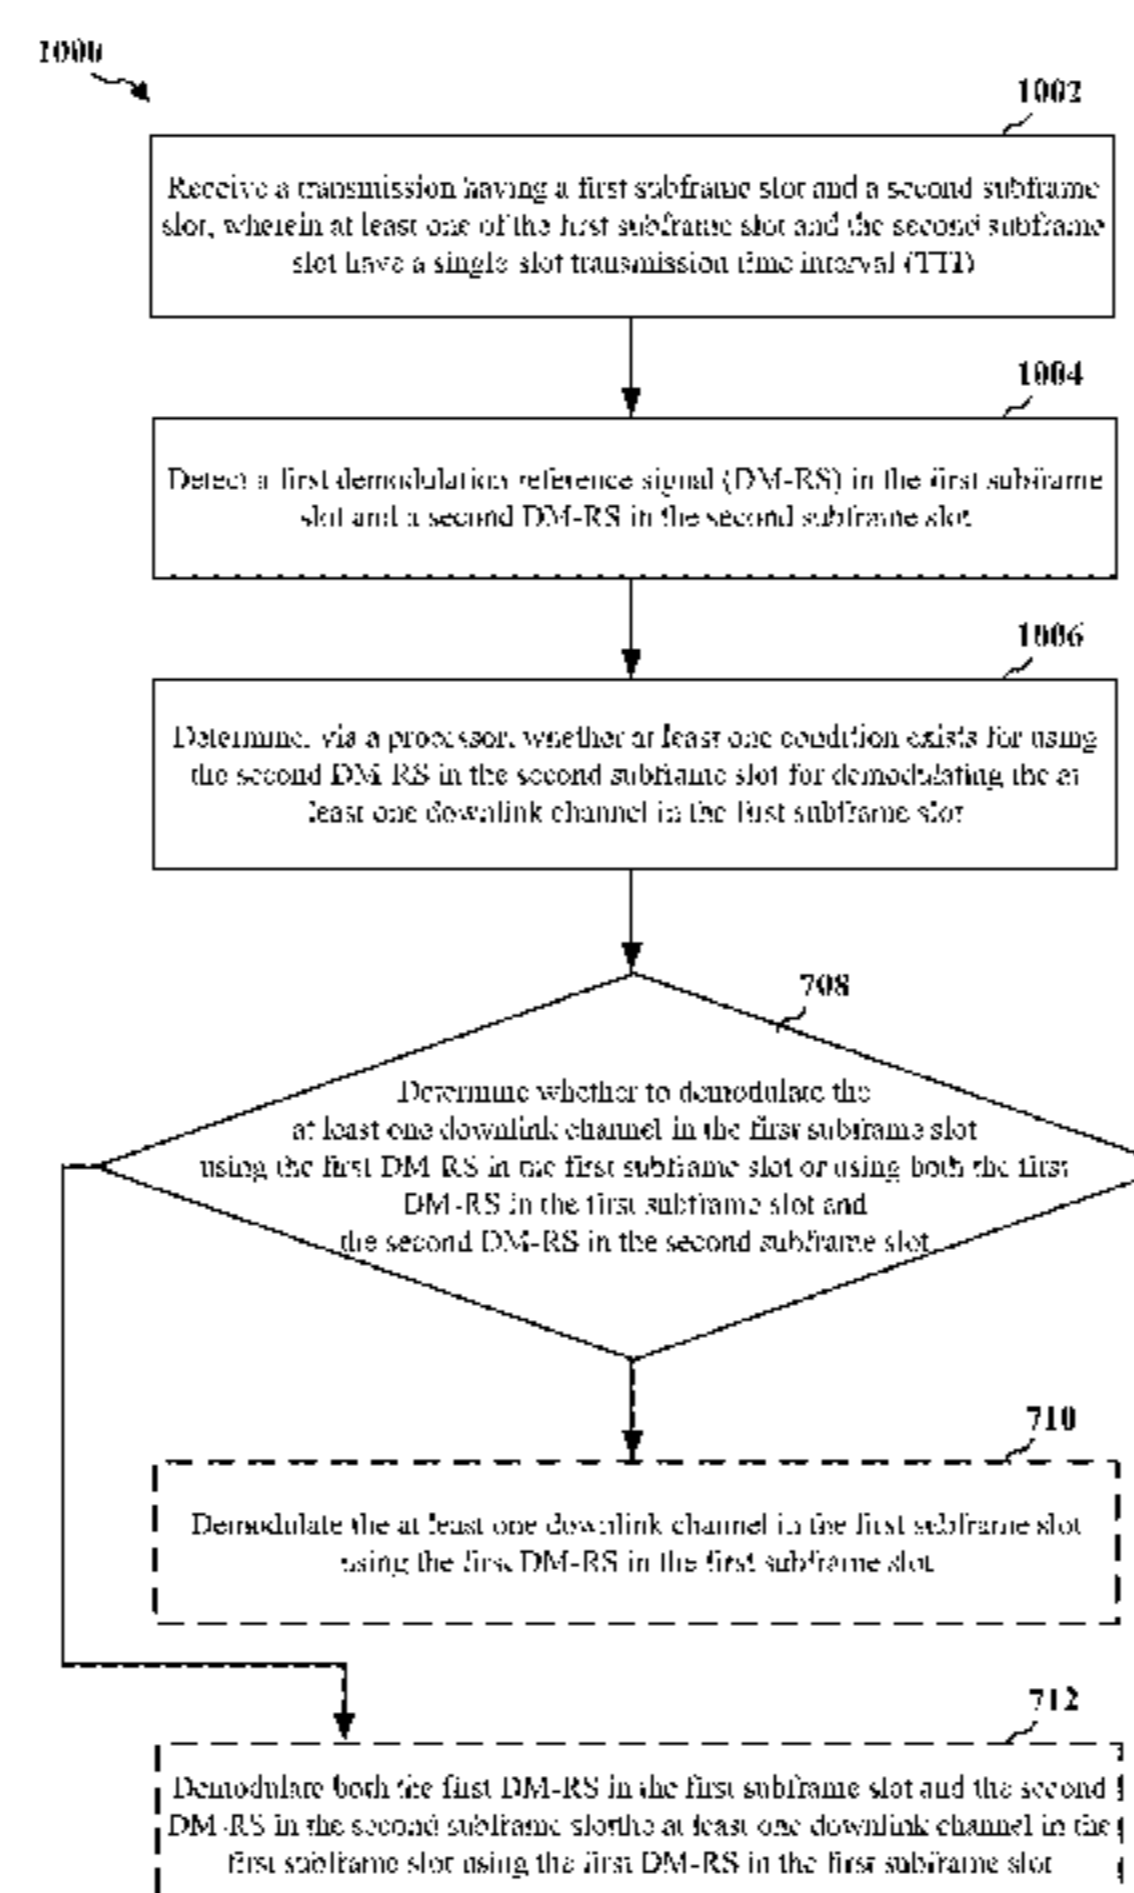 1000
1002
Receive a transmission having a first subframe slot and a second subframe
slot, wherein at least one of the first subframe slot and the second subframe
slot have a single slot transmission time interval (TTI)
1004
Detect a first demodulation reference signal (DM-RS) in the first subframe
slot and a second DM-RS in the second subframe slot
1006
Determine, via a processor, whether at least one condition exists for using
the second DM-RS in the second subframe slot for demodulating the at
least one downlink channel in the first subframe slot
708
Determine whether to demodulate the
at least one downlink channel in the first subframe slot
using the first DM-RS in the first subframe slot or using both the first
DM-RS in the first subframe slot and
the second DM-RS in the second subframe slot
710
Demodulate the at least one downlink channel in the first subframe slot
using the first DM-RS in the first subframe slot
712
Demodulate both the first DM-RS in the first subframe slot and the second
DM-RS in the second subframe slotthe at least one downlink channel in the
first subframe slot using the first DM-RS in the first subframe slot